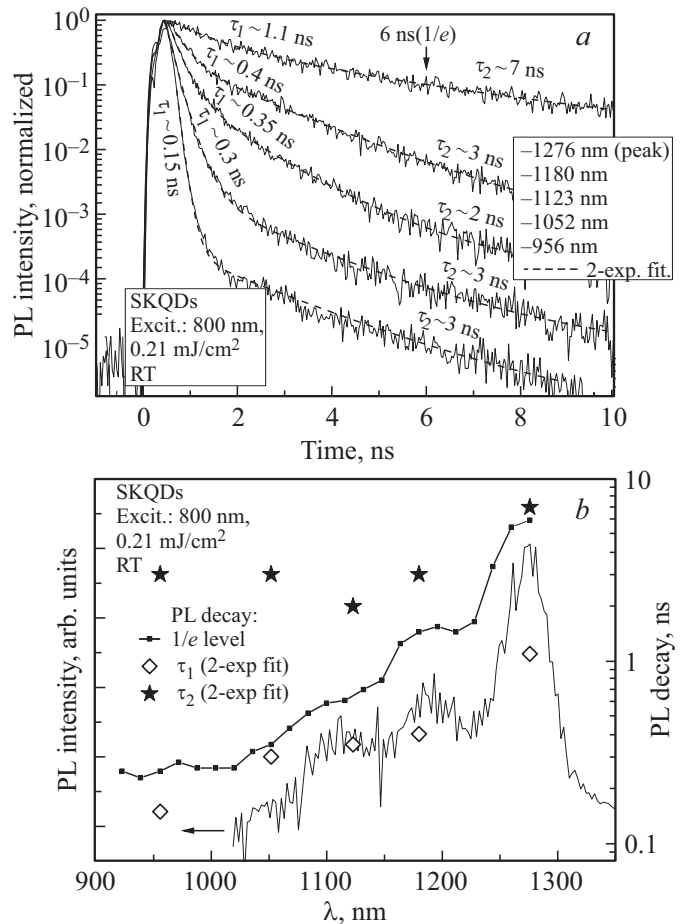 a
τ1~1.1 ns
6 ns(1/e)
τ2~7 ns
τ1~0.4 ns
τ1~0.35 ns
τ1~0.3 ns
τ1~0.15 ns
τ2~3 ns
τ2~2 ns
τ2~3 ns
τ2~3 ns
–1276 nm (peak)
–1180 nm
–1123 nm
–1052 nm
–956 nm
2-exp. fit.
SKQDs
Excit.: 800 nm,
0.21 mJ/cm²
RT
PL intensity, normalized
10⁰
10⁻¹
10⁻²
10⁻³
10⁻⁴
10⁻⁵
0 2 4 6 8 10
Time, ns
b
SKQDs
Excit.: 800 nm,
0.21 mJ/cm²
RT
PL decay:
1/e level
τ1 (2-exp fit)
τ2 (2-exp fit)
PL intensity, arb. units
10
1
0.1
PL decay, ns
900 1000 1100 1200 1300
λ, nm